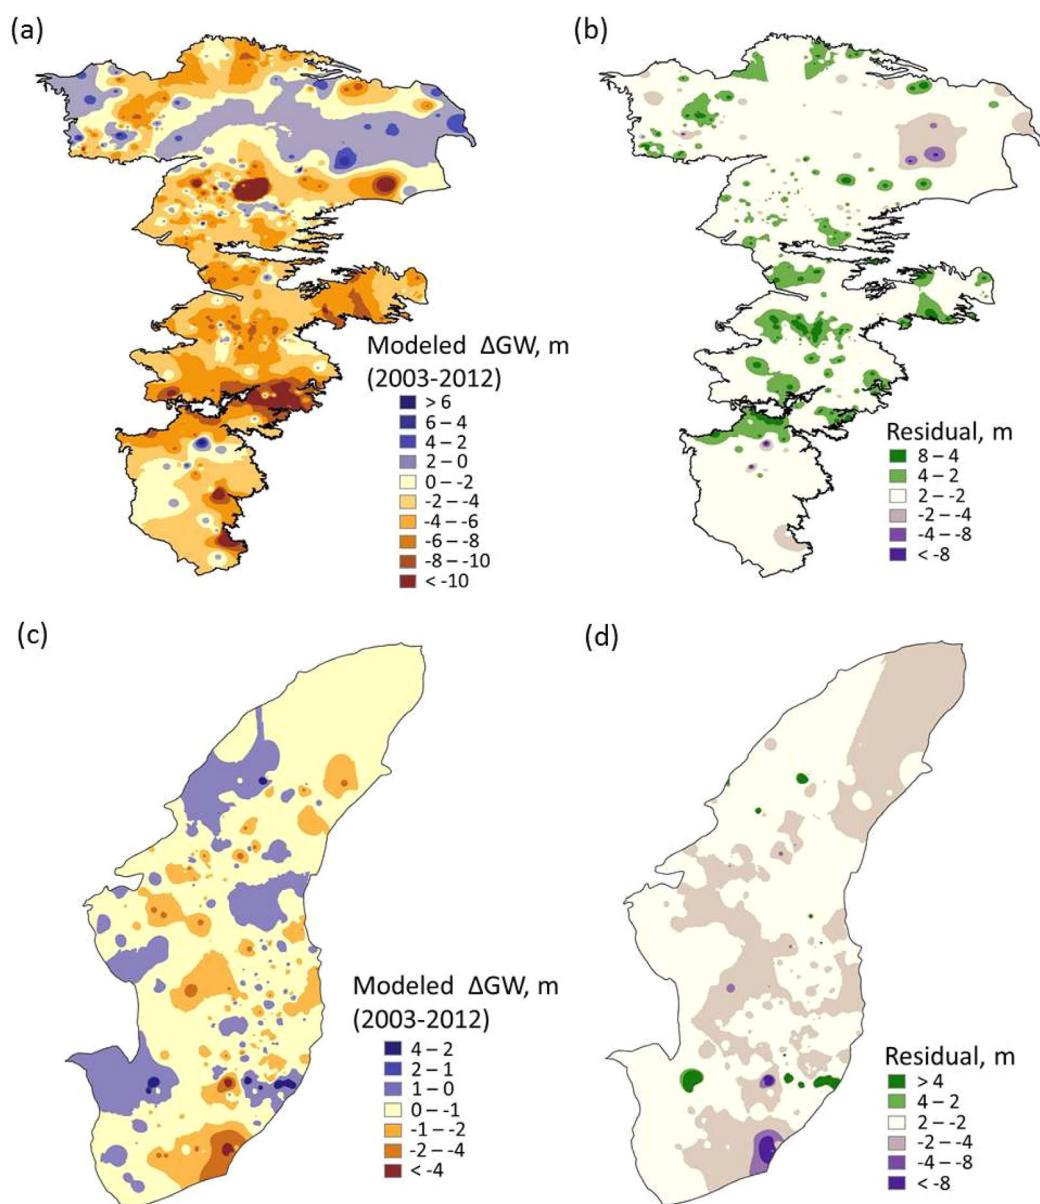 (a)
(b)
Modeled ΔGW, m
(2003-2012)
> 6
6 – 4
4 – 2
2 – 0
0 – -2
-2 – -4
-4 – -6
-6 – -8
-8 – -10
< -10
Residual, m
8 – 4
4 – 2
2 – -2
-2 – -4
-4 – -8
< -8
(c)
(d)
Modeled ΔGW, m
(2003-2012)
4 – 2
2 – 1
1 – 0
0 – -1
-1 – -2
-2 – -4
< -4
Residual, m
> 4
4 – 2
2 – -2
-2 – -4
-4 – -8
< -8